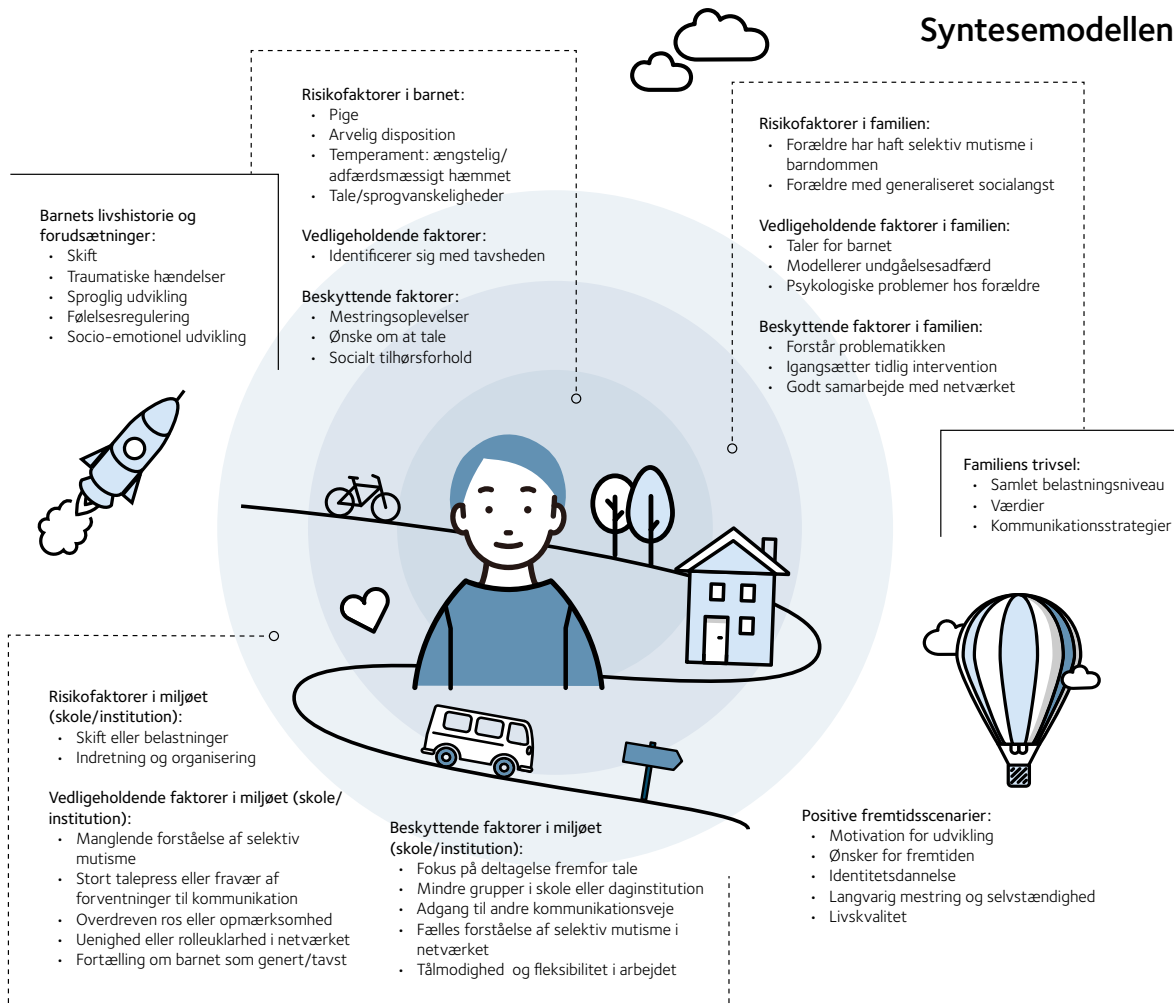 Syntesemodellen
Risikofaktorer i barnet:
• Pige
• Arvelig disposition
• Temperament: ængstelig/
adfærdsmæssigt hæmmet
• Tale/sprogvanskeligheder
Vedligeholdende faktorer:
• Identificerer sig med tavsheden
Beskyttende faktorer:
• Mestringsoplevelser
• Ønske om at tale
• Socialt tilhørsforhold
Risikofaktorer i familien:
• Forældre har haft selektiv mutisme i
barndommen
• Forældre med generaliseret socialangst
Vedligeholdende faktorer i familien:
• Taler for barnet
• Modellerer undgåelsesadfærd
• Psykologiske problemer hos forældre
Beskyttende faktorer i familien:
• Forstår problematikken
• Igangsætter tidlig intervention
• Godt samarbejde med netværket
Barnets livshistorie og
forudsætninger:
• Skift
• Traumatiske hændelser
• Sproglig udvikling
• Følelsesregulering
• Socio-emotionel udvikling
Familiens trivsel:
• Samlet belastningsniveau
• Værdier
• Kommunikationsstrategier
Risikofaktorer i miljøet
(skole/institution):
• Skift eller belastninger
• Indretning og organisering
Vedligeholdende faktorer i miljøet (skole/
institution):
• Manglende forståelse af selektiv
mutisme
• Stort talepress eller fravær af
forventninger til kommunikation
• Overdreven ros eller opmærksomhed
• Uenighed eller rolleuklarhed i netværket
• Fortælling om barnet som genert/tavst
Beskyttende faktorer i miljøet
(skole/institution):
• Fokus på deltagelse fremfor tale
• Mindre grupper i skole eller daginstitution
• Adgang til andre kommunikationsveje
• Fælles forståelse af selektiv mutisme i
netværket
• Tålmodighed og fleksibilitet i arbejdet
Positive fremtidsscenarier:
• Motivation for udvikling
• Ønsker for fremtiden
• Identitetsdannelse
• Langvarig mestring og selvstændighed
• Livskvalitet